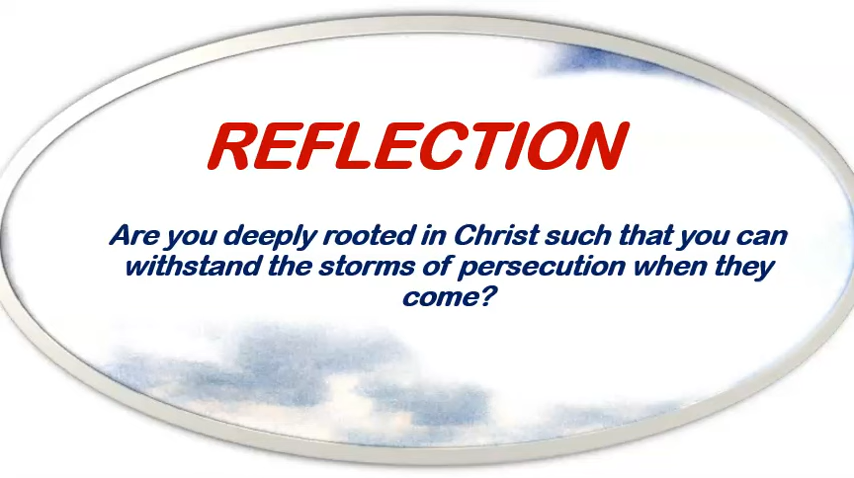 REFLECTION
Are you deeply rooted in Christ such that you can
withstand the storms of persecution when they
come?